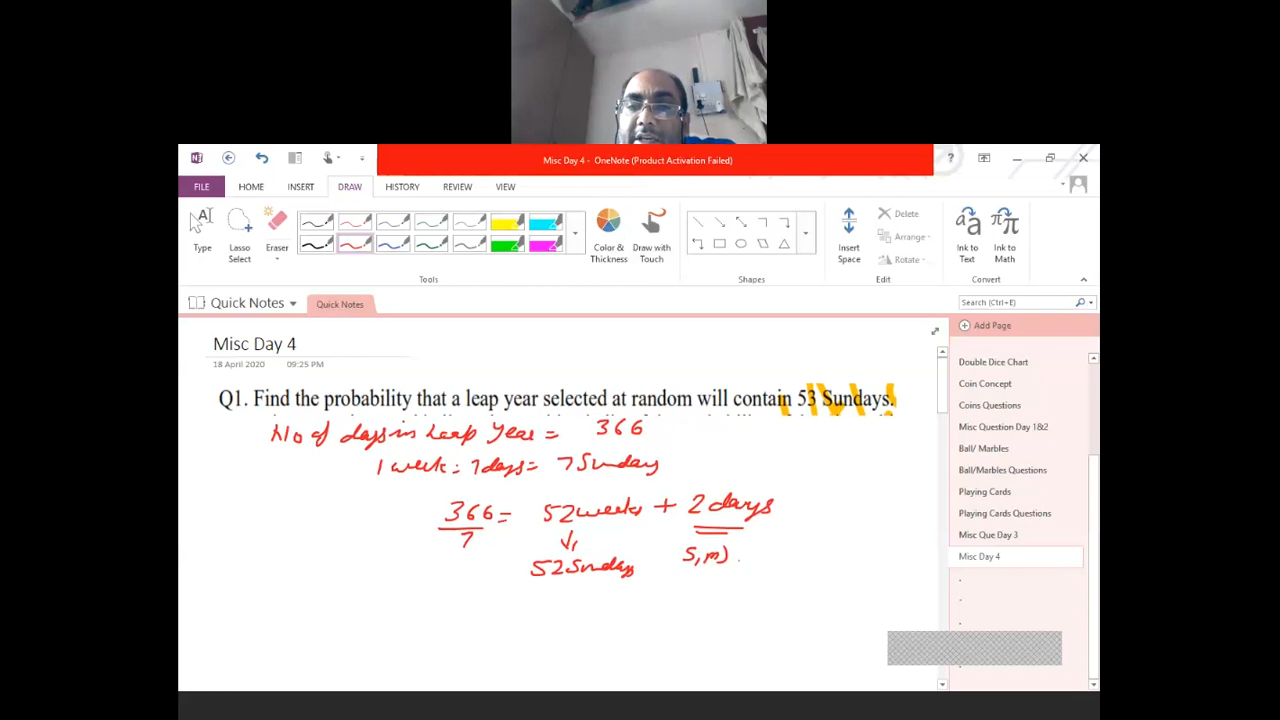 Misc Day 4 - OneNote (Product Activation Failed)
FILE HOME INSERT DRAW HISTORY REVIEW VIEW
Type
Lasso Select
Eraser
Color & Thickness
Draw with Touch
Insert Space
Delete
Arrange
Rotate
Ink to Text
Ink to Math
Tools Shapes Edit Convert
Quick Notes Quick Notes Search (Ctrl+E)
Misc Day 4
18 April 2020 09:25 PM
Q1. Find the probability that a leap year selected at random will contain 53 Sundays.
No of days in Leap Year = 366
1 week = 7 days = 7 Sunday
366/7 = 52 weeks + 2 days
52 Sundays S, M)
Add Page
Double Dice Chart
Coin Concept
Coins Questions
Misc Question Day 1&2
Ball/ Marbles
Ball/Marbles Questions
Playing Cards
Playing Cards Questions
Misc Que Day 3
Misc Day 4